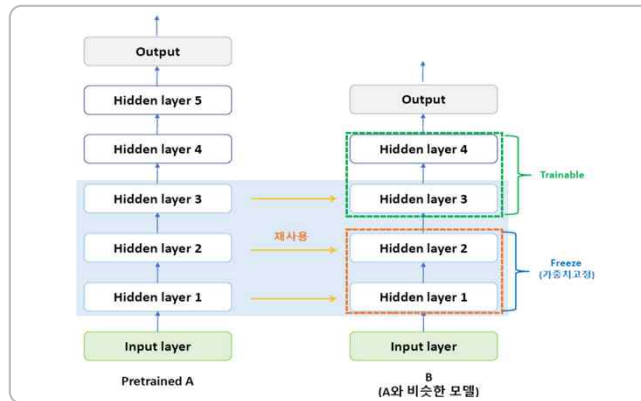 Output
Hidden layer 5
Hidden layer 4
Hidden layer 3
Hidden layer 2
Hidden layer 1
Input layer
Pretrained A
재사용
Output
Hidden layer 4
Hidden layer 3
Hidden layer 2
Hidden layer 1
Input layer
B
(A와 비슷한 모델)
Trainable
Freeze
(가중치고정)